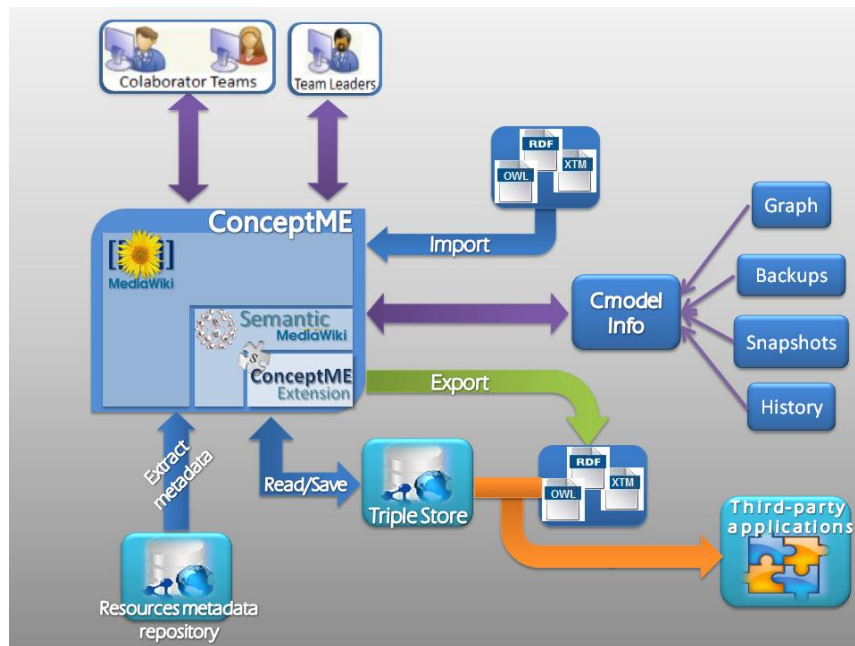 Colaborator Teams
Team Leaders
RDF
OWL
XTM
ConceptME
[[ ]]
MediaWiki
Import
Graph
Backups
Cmodel
Info
Snapshots
History
Semantic
MediaWiki
S
ConceptME
Extension
Export
Extract
metadata
Read/Save
Triple Store
RDF
OWL
XTM
Third-party
applications
Resources metadata
repository